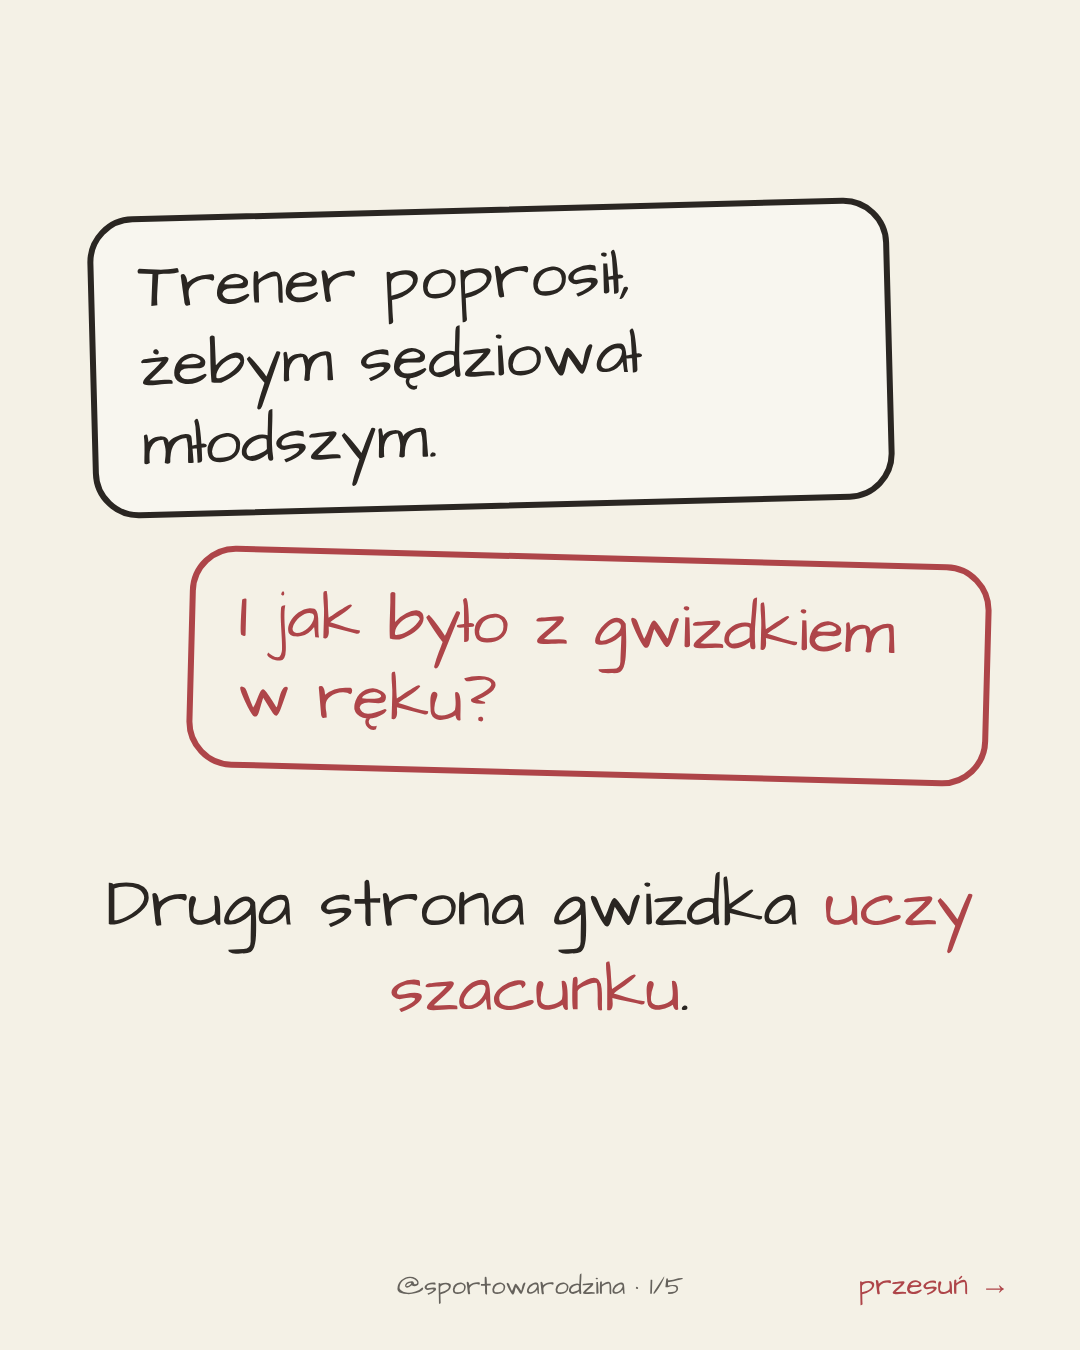 Trener poprosił,
żebym sędziował
młodszym.
I jak było z gwizdkiem
w ręku?
Druga strona gwizdka uczy
szacunku.
@sportowarodzina · 1/5
przesuń →